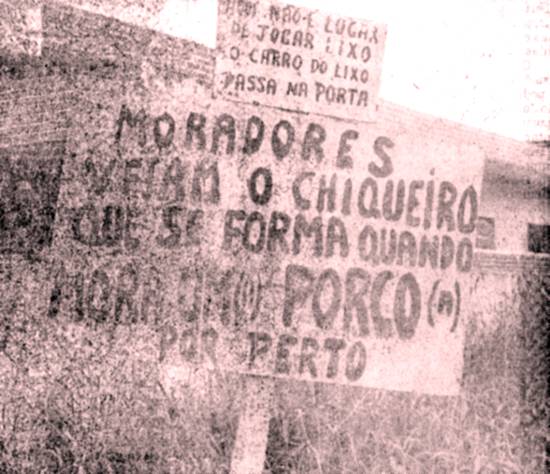 AQUI NÃO É LUGAR
DE JOGAR LIXO
O CARRO DO LIXO
PASSA NA PORTA
MORADORES
VEJAM O CHIQUEIRO
QUE SE FORMA QUANDO
MORA UM(A) PORCO(A)
POR PERTO